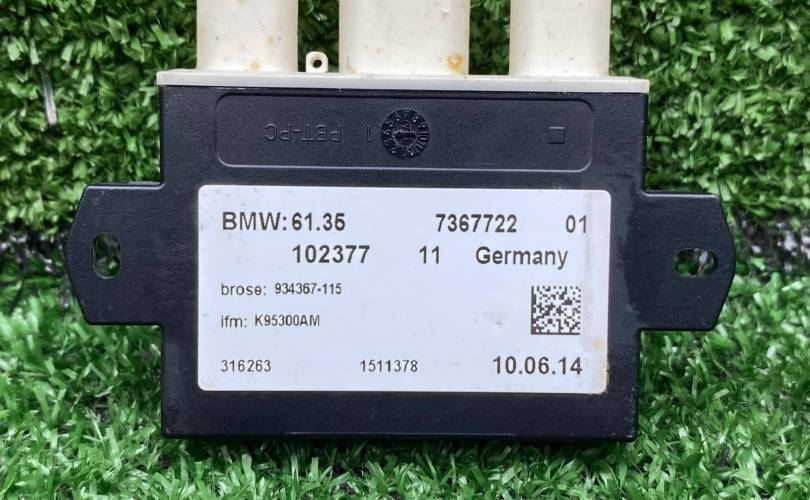 1 PBT-PC
BMW: 61.35 7367722 01
102377 11 Germany
brose: 934367-115
ifm: K95300AM
316263 1511378 10.06.14